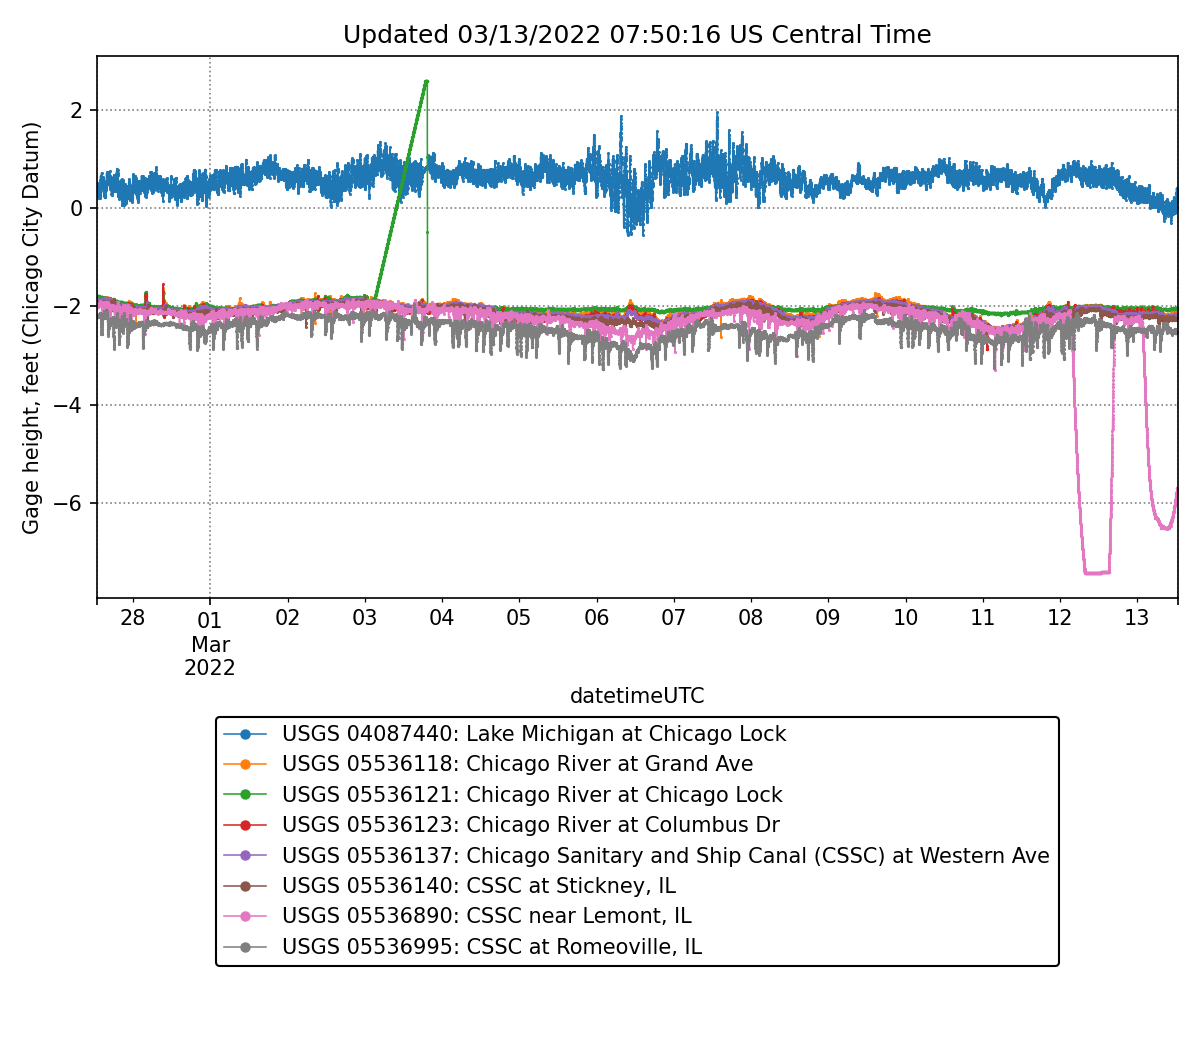 Updated 03/13/2022 07:50:16 US Central Time
Gage height, feet (Chicago City Datum)
2
0
−2
−4
−6
28 01 02 03 04 05 06 07 08 09 10 11 12 13
Mar
2022
datetimeUTC
USGS 04087440: Lake Michigan at Chicago Lock
USGS 05536118: Chicago River at Grand Ave
USGS 05536121: Chicago River at Chicago Lock
USGS 05536123: Chicago River at Columbus Dr
USGS 05536137: Chicago Sanitary and Ship Canal (CSSC) at Western Ave
USGS 05536140: CSSC at Stickney, IL
USGS 05536890: CSSC near Lemont, IL
USGS 05536995: CSSC at Romeoville, IL